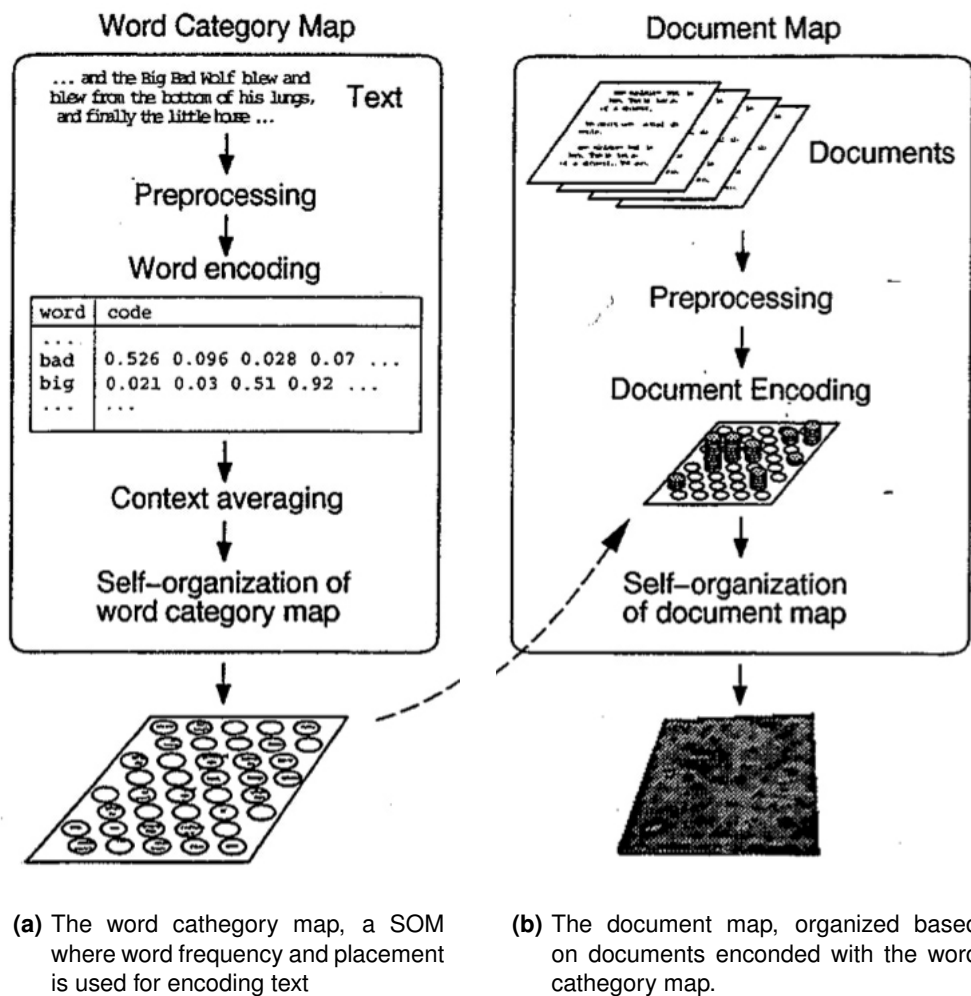 Word Category Map
... and the Big Bad Wolf blew and
blew from the bottom of his lungs,
and finally the little house ...
Text
Preprocessing
Word encoding
word code
....
bad 0.526 0.096 0.028 0.07 ...
big 0.021 0.03 0.51 0.92 ...
... ...
Context averaging
Self-organization of
word category map
(a) The word cathegory map, a SOM
where word frequency and placement
is used for encoding text
Document Map
Documents
Preprocessing
Document Encoding
Self-organization
of document map
(b) The document map, organized based
on documents enconded with the word
cathegory map.